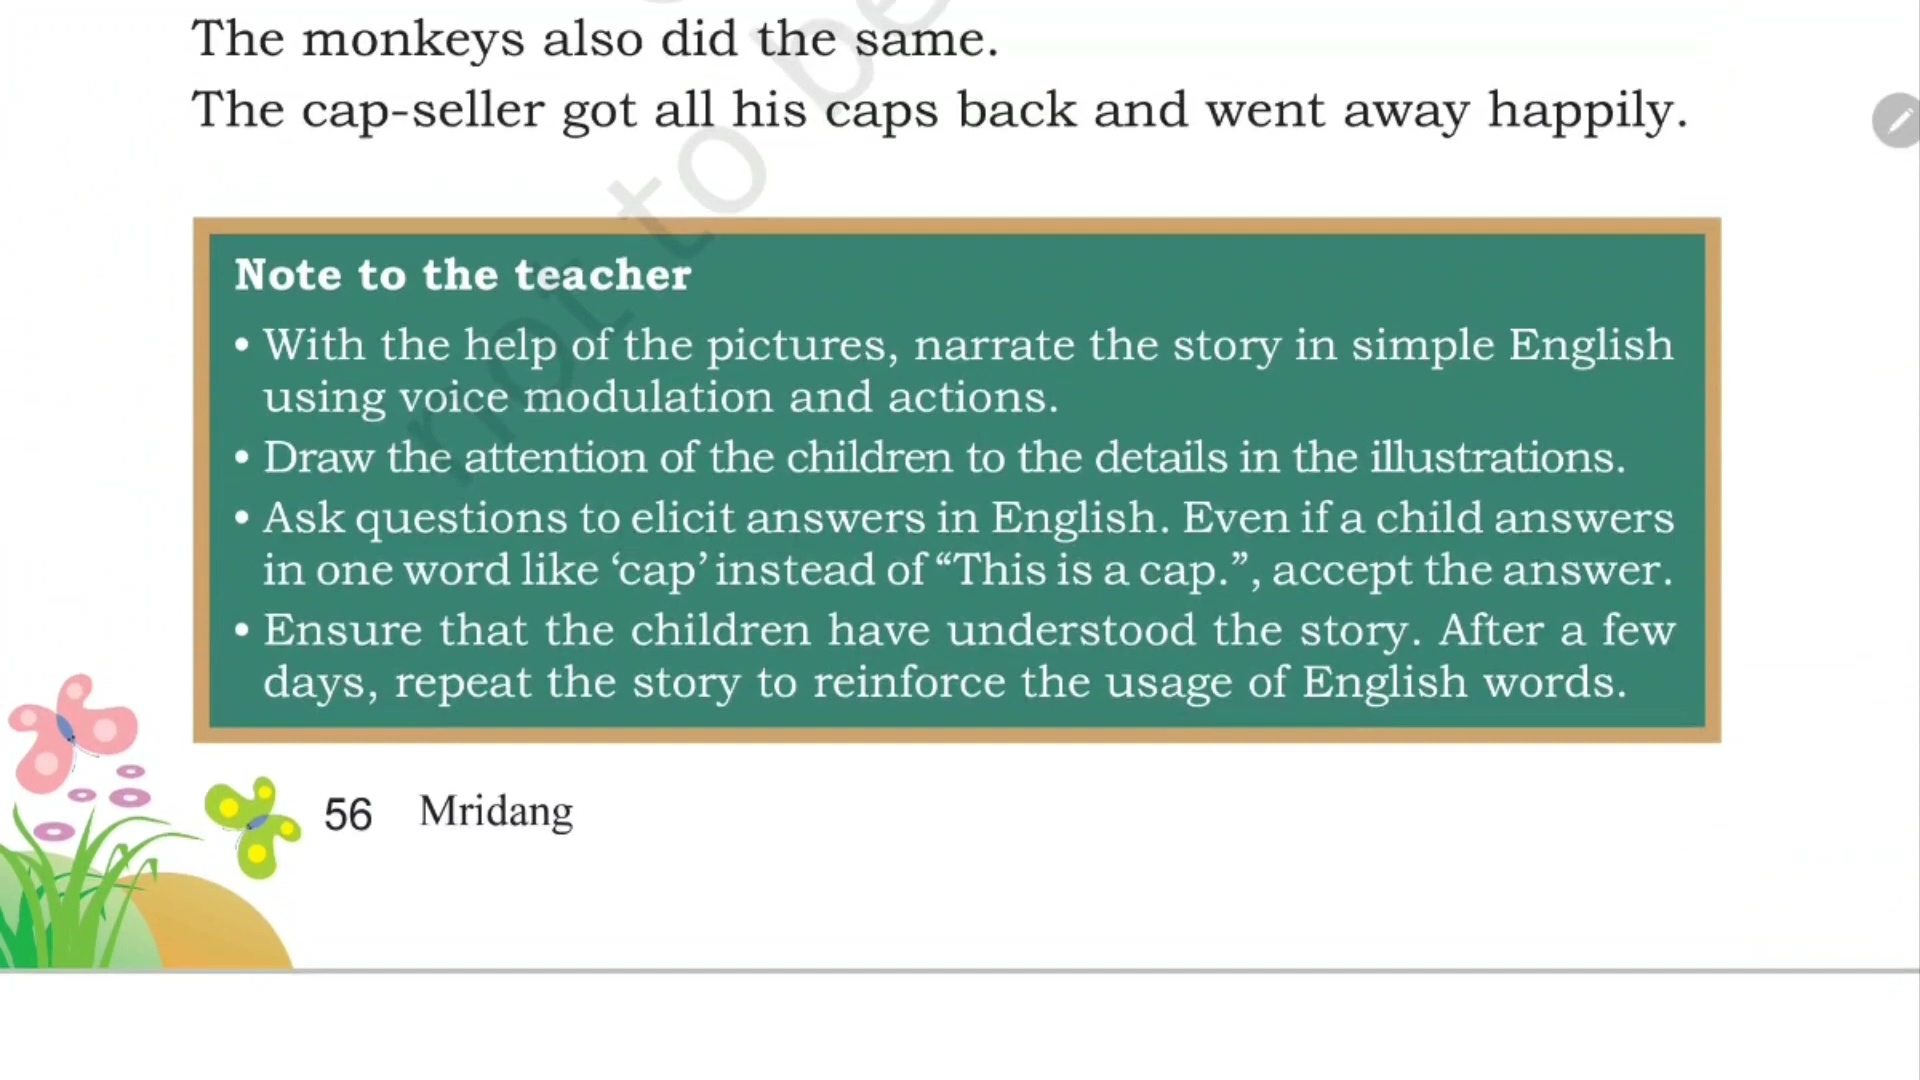 The monkeys also did the same.
The cap-seller got all his caps back and went away happily.
Note to the teacher
• With the help of the pictures, narrate the story in simple English
using voice modulation and actions.
• Draw the attention of the children to the details in the illustrations.
• Ask questions to elicit answers in English. Even if a child answers
in one word like ‘cap’ instead of “This is a cap.”, accept the answer.
• Ensure that the children have understood the story. After a few
days, repeat the story to reinforce the usage of English words.
56 Mridang
not to be